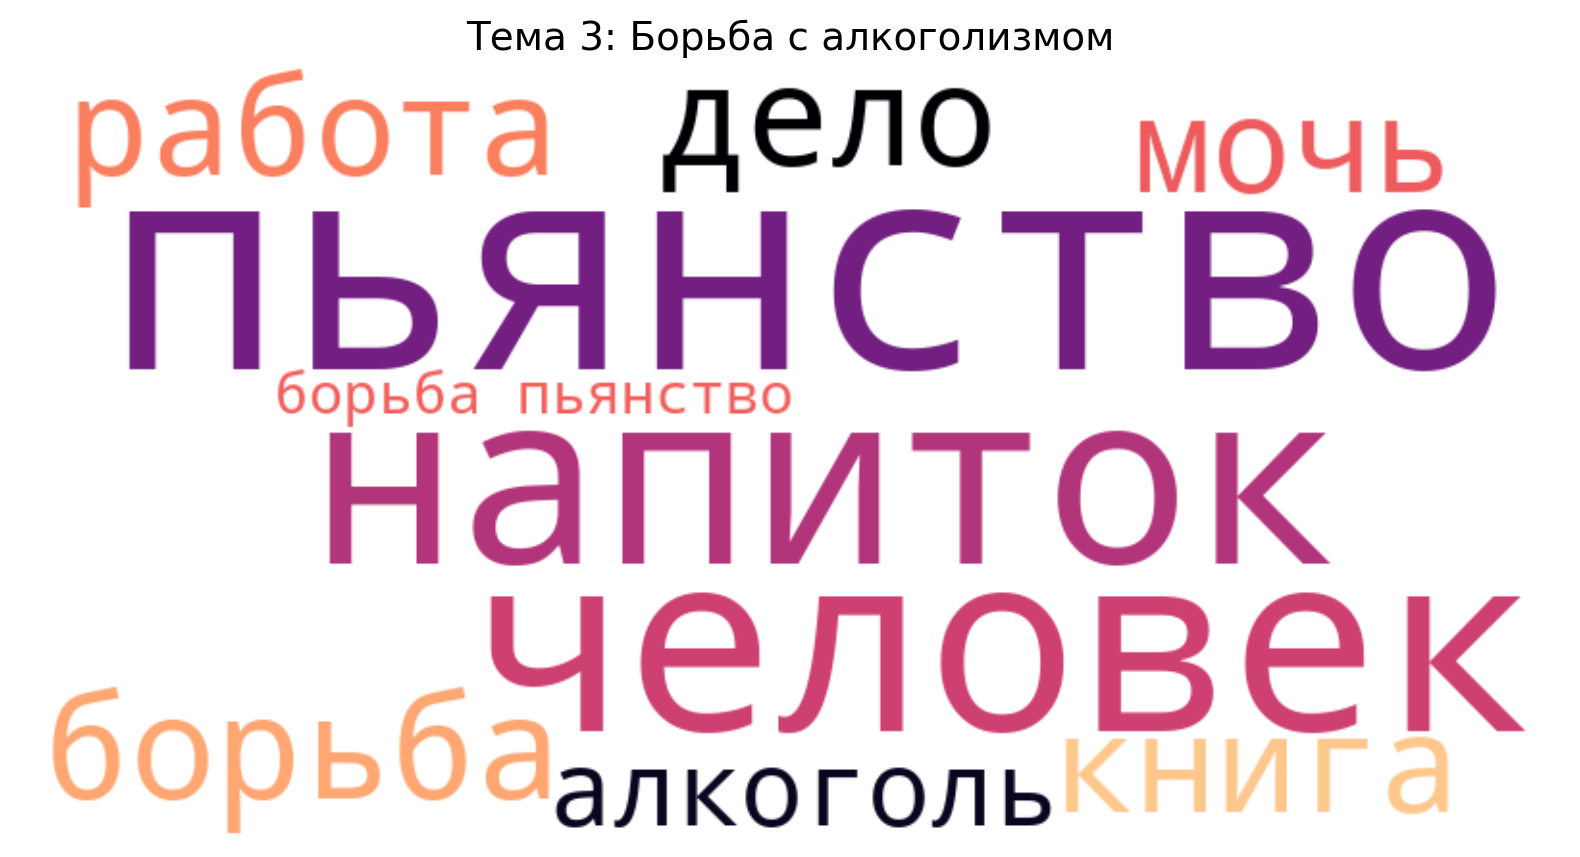 Тема 3: Борьба с алкоголизмом
работа дело мочь
пьянство
борьба пьянство
напиток
человек
борьба алкоголь книга